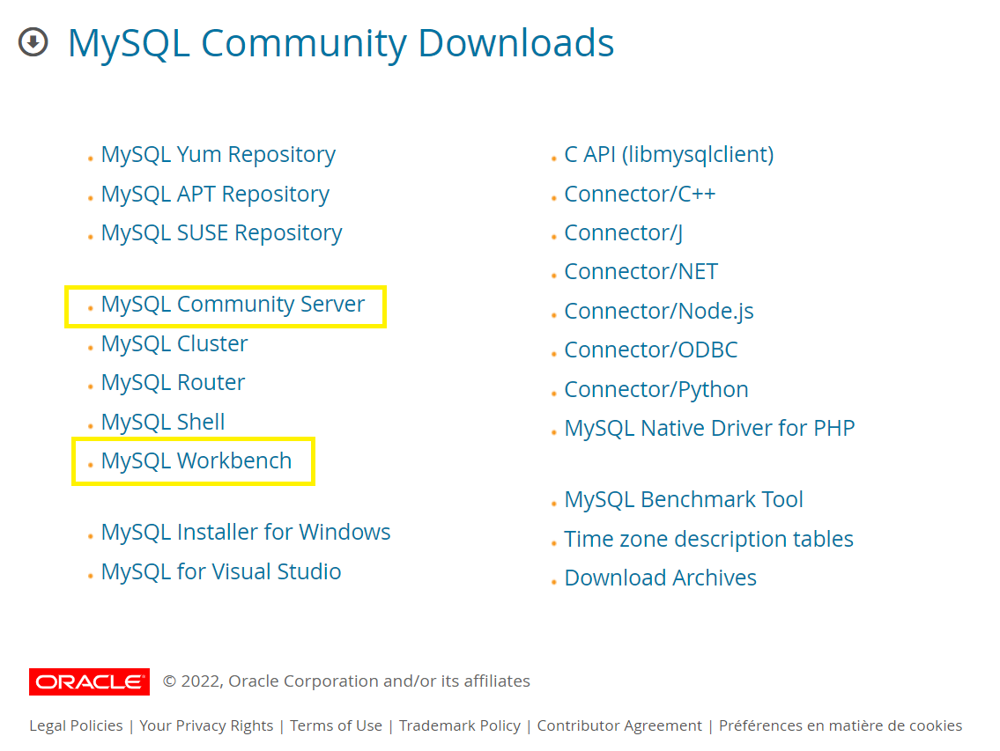 MySQL Community Downloads
MySQL Yum Repository
MySQL APT Repository
MySQL SUSE Repository
MySQL Community Server
MySQL Cluster
MySQL Router
MySQL Shell
MySQL Workbench
MySQL Installer for Windows
MySQL for Visual Studio
C API (libmysqlclient)
Connector/C++
Connector/J
Connector/NET
Connector/Node.js
Connector/ODBC
Connector/Python
MySQL Native Driver for PHP
MySQL Benchmark Tool
Time zone description tables
Download Archives
ORACLE © 2022, Oracle Corporation and/or its affiliates
Legal Policies | Your Privacy Rights | Terms of Use | Trademark Policy | Contributor Agreement | Préférences en matière de cookies